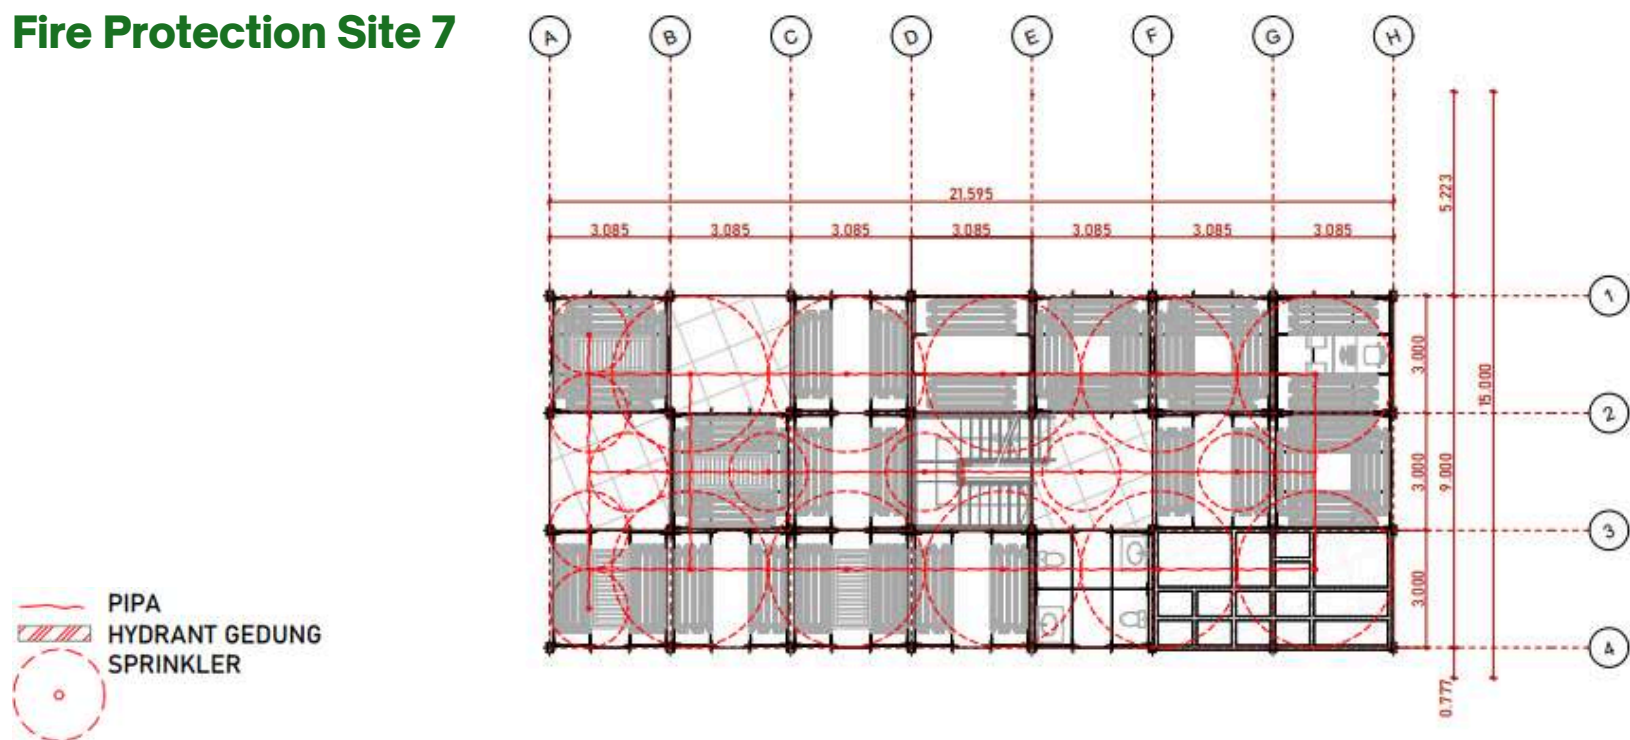 Fire Protection Site 7
A B C D E F G H
21.595
3.085 3.085 3.085 3.085 3.085 3.085 3.085
5.223
15.000
1
3.000
2
3.000 9.000
3
3.000
4
0.777
PIPA
HYDRANT GEDUNG
SPRINKLER